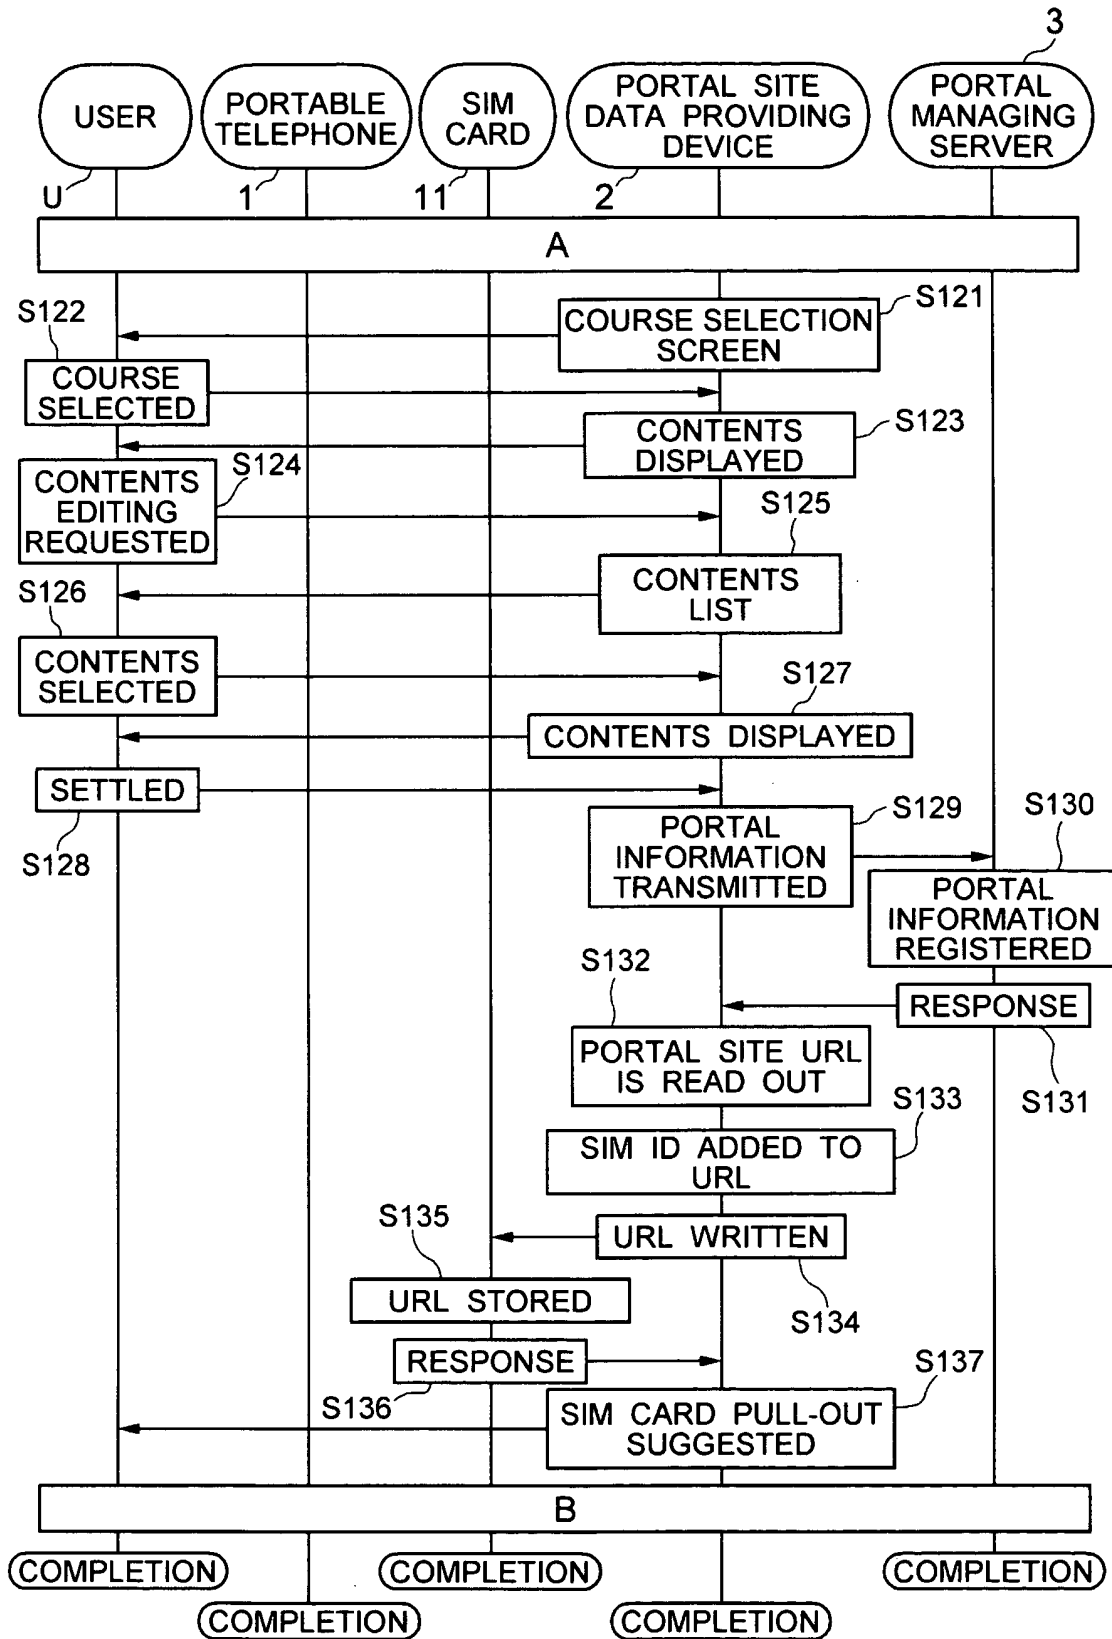 3
USER
PORTABLE
TELEPHONE
SIM
CARD
PORTAL SITE
DATA PROVIDING
DEVICE
PORTAL
MANAGING
SERVER
U
1
11
2
A
S121
COURSE SELECTION
SCREEN
S122
COURSE
SELECTED
S123
CONTENTS
DISPLAYED
S124
CONTENTS
EDITING
REQUESTED
S125
CONTENTS
LIST
S126
CONTENTS
SELECTED
S127
CONTENTS DISPLAYED
SETTLED
S128
S129
PORTAL
INFORMATION
TRANSMITTED
S130
PORTAL
INFORMATION
REGISTERED
RESPONSE
S131
S132
PORTAL SITE URL
IS READ OUT
S133
SIM ID ADDED TO
URL
URL WRITTEN
S134
S135
URL STORED
RESPONSE
S136
S137
SIM CARD PULL-OUT
SUGGESTED
B
COMPLETION
COMPLETION
COMPLETION
COMPLETION
COMPLETION